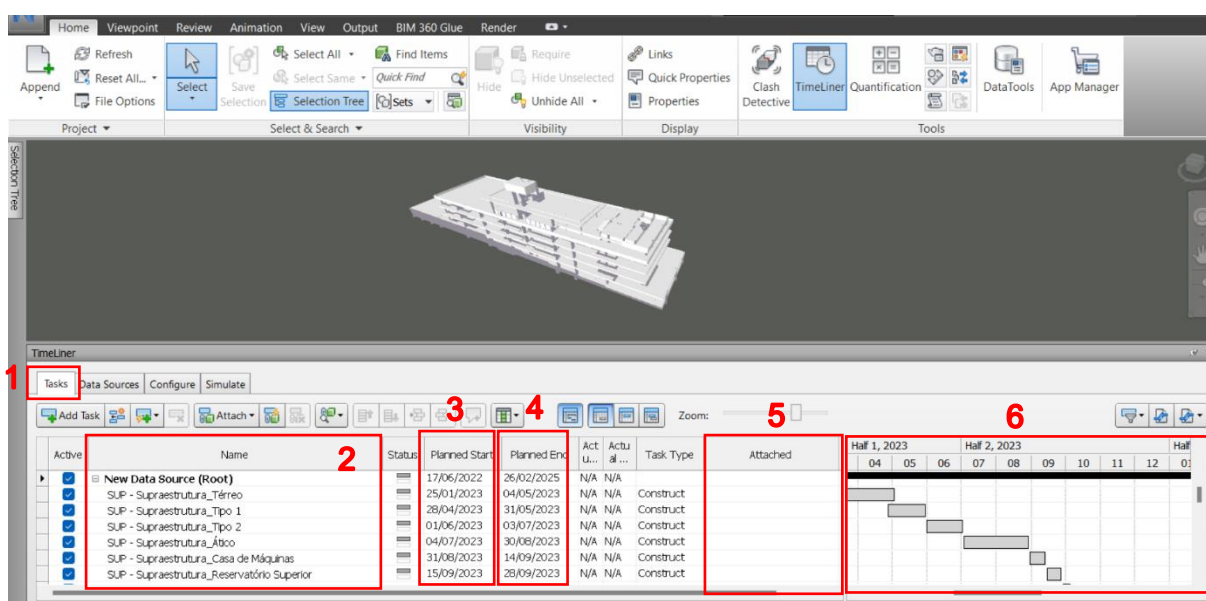 Home Viewpoint Review Animation View Output BIM 360 Glue Render
Append
Refresh
Reset All...
File Options
Project
Select
Save Selection
Select All
Select Same
Selection Tree
Find Items
Quick Find
Sets
Select & Search
Hide
Require
Hide Unselected
Unhide All
Visibility
Links
Quick Properties
Properties
Display
Clash Detective
TimeLiner
Quantification
DataTools
App Manager
Tools
Selection Tree
TimeLiner
1
Tasks Data Sources Configure Simulate
Add Task Attach 3 4 Zoom: 5 6
Active Name 2 Status Planned Start Planned End Act u... Actu al ... Task Type Attached
Half 1, 2023 Half 2, 2023 Half
04 05 06 07 08 09 10 11 12 01
New Data Source (Root) 17/06/2022 26/02/2025 N/A N/A
SUP - Supraestrutura_Térreo 25/01/2023 04/05/2023 N/A N/A Construct
SUP - Supraestrutura_Tipo 1 28/04/2023 31/05/2023 N/A N/A Construct
SUP - Supraestrutura_Tipo 2 01/06/2023 03/07/2023 N/A N/A Construct
SUP - Supraestrutura_Ático 04/07/2023 30/08/2023 N/A N/A Construct
SUP - Supraestrutura_Casa de Máquinas 31/08/2023 14/09/2023 N/A N/A Construct
SUP - Supraestrutura_Reservatório Superior 15/09/2023 28/09/2023 N/A N/A Construct